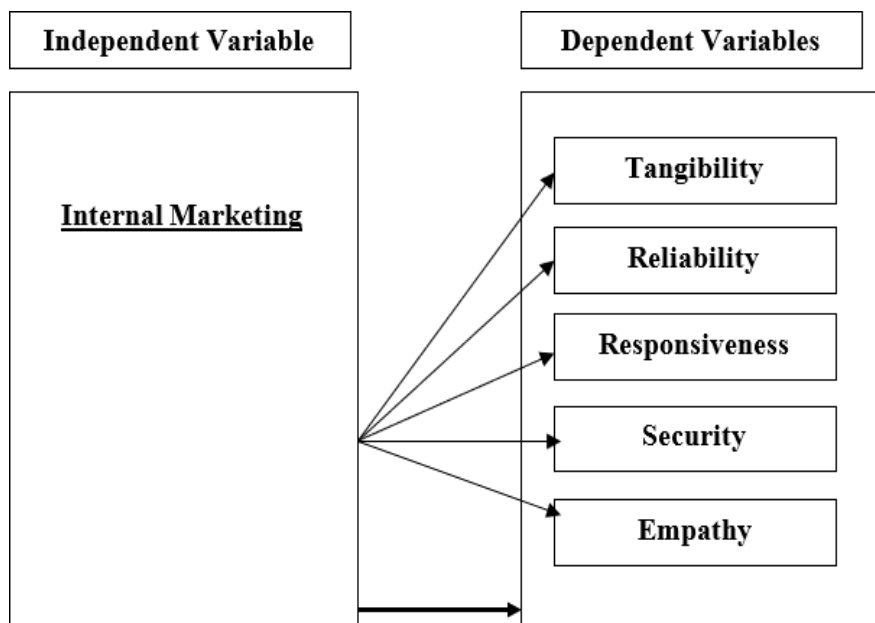 Independent Variable
Dependent Variables
Internal Marketing
Tangibility
Reliability
Responsiveness
Security
Empathy